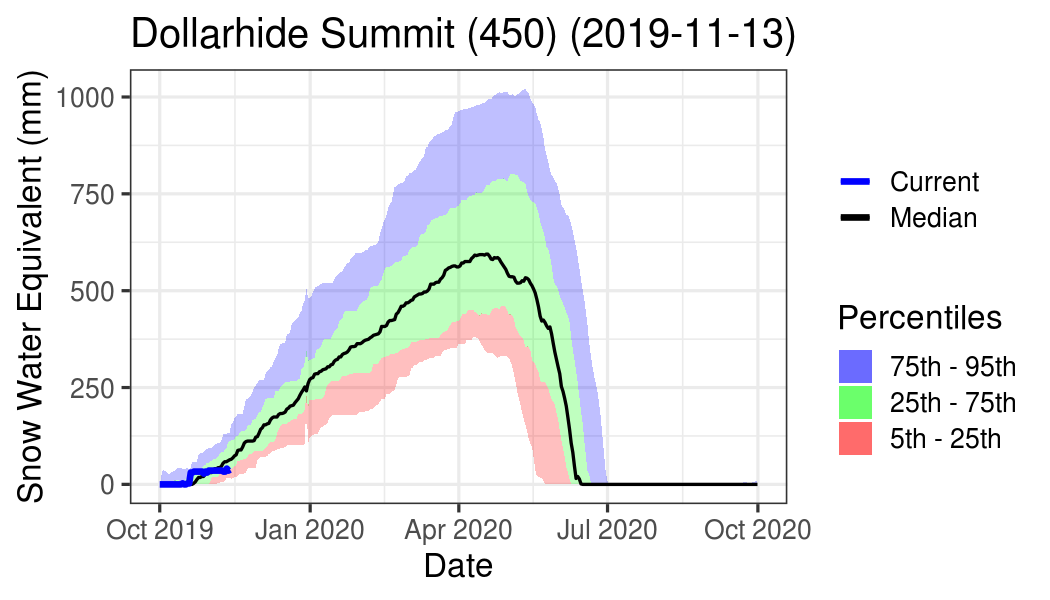 Dollarhide Summit (450) (2019-11-13)
Snow Water Equivalent (mm)
1000
750
500
250
0
Oct 2019
Jan 2020
Apr 2020
Jul 2020
Oct 2020
Date
Current
Median
Percentiles
75th - 95th
25th - 75th
5th - 25th